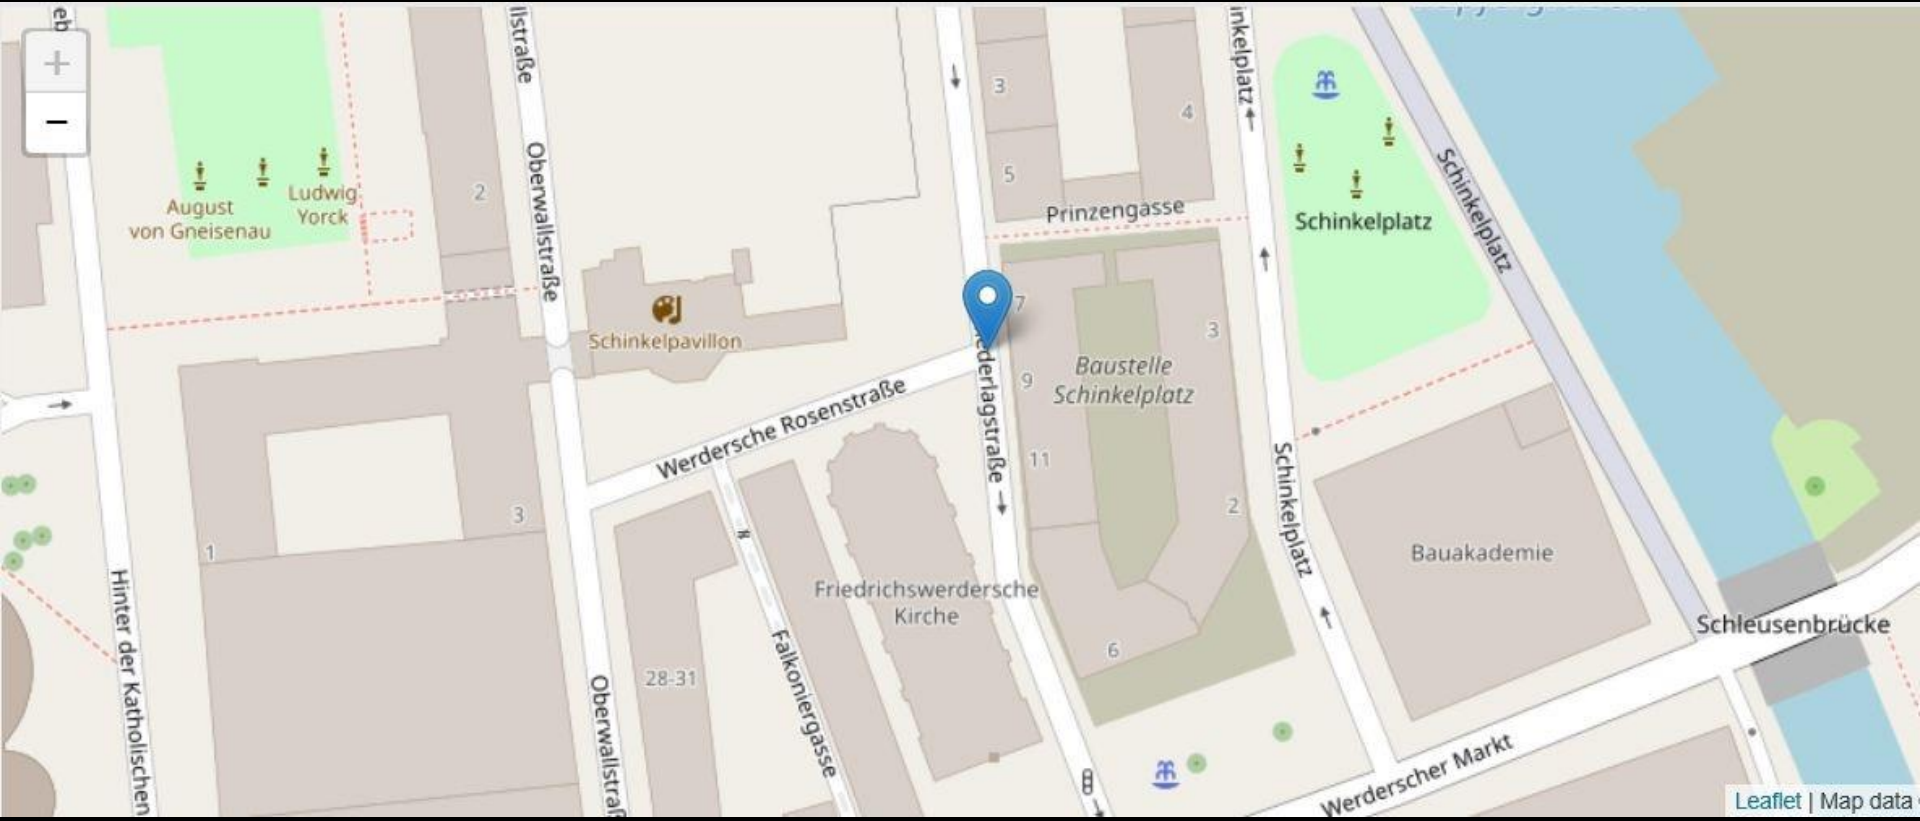 +
−
llstraße
Oberwallstraße
Oberwallstraße
August
von Gneisenau
Ludwig
Yorck
2
3
5
4
Prinzengasse
inkelplatz
Schinkelplatz
Schinkelplatz
Schinkelplatz
Schinkelpavillon
7
9
11
3
2
6
Baustelle
Schinkelplatz
ederlagstraße
Werdersche Rosenstraße
1
3
Hinter der Katholischen
28-31
Falkoniergasse
Friedrichswerdersche
Kirche
Bauakademie
Schleusenbrücke
Werderscher Markt
Leaflet | Map data